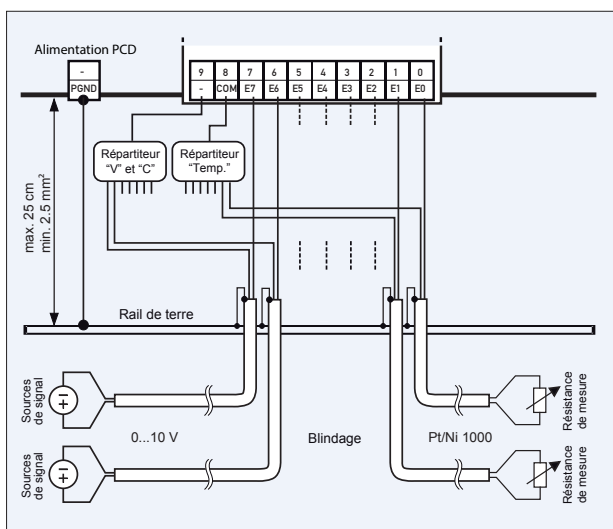 Alimentation PCD
-
PGND
9 8 7 6 5 4 3 2 1 0
- COM E7 E6 E5 E4 E3 E2 E1 E0
Répartiteur
“V” et “C”
Répartiteur
“Temp.”
max. 25 cm
min. 2.5 mm²
Rail de terre
Sources
de signal
0...10 V
Blindage
Pt/Ni 1000
Résistance
de mesure
Sources
de signal
Résistance
de mesure